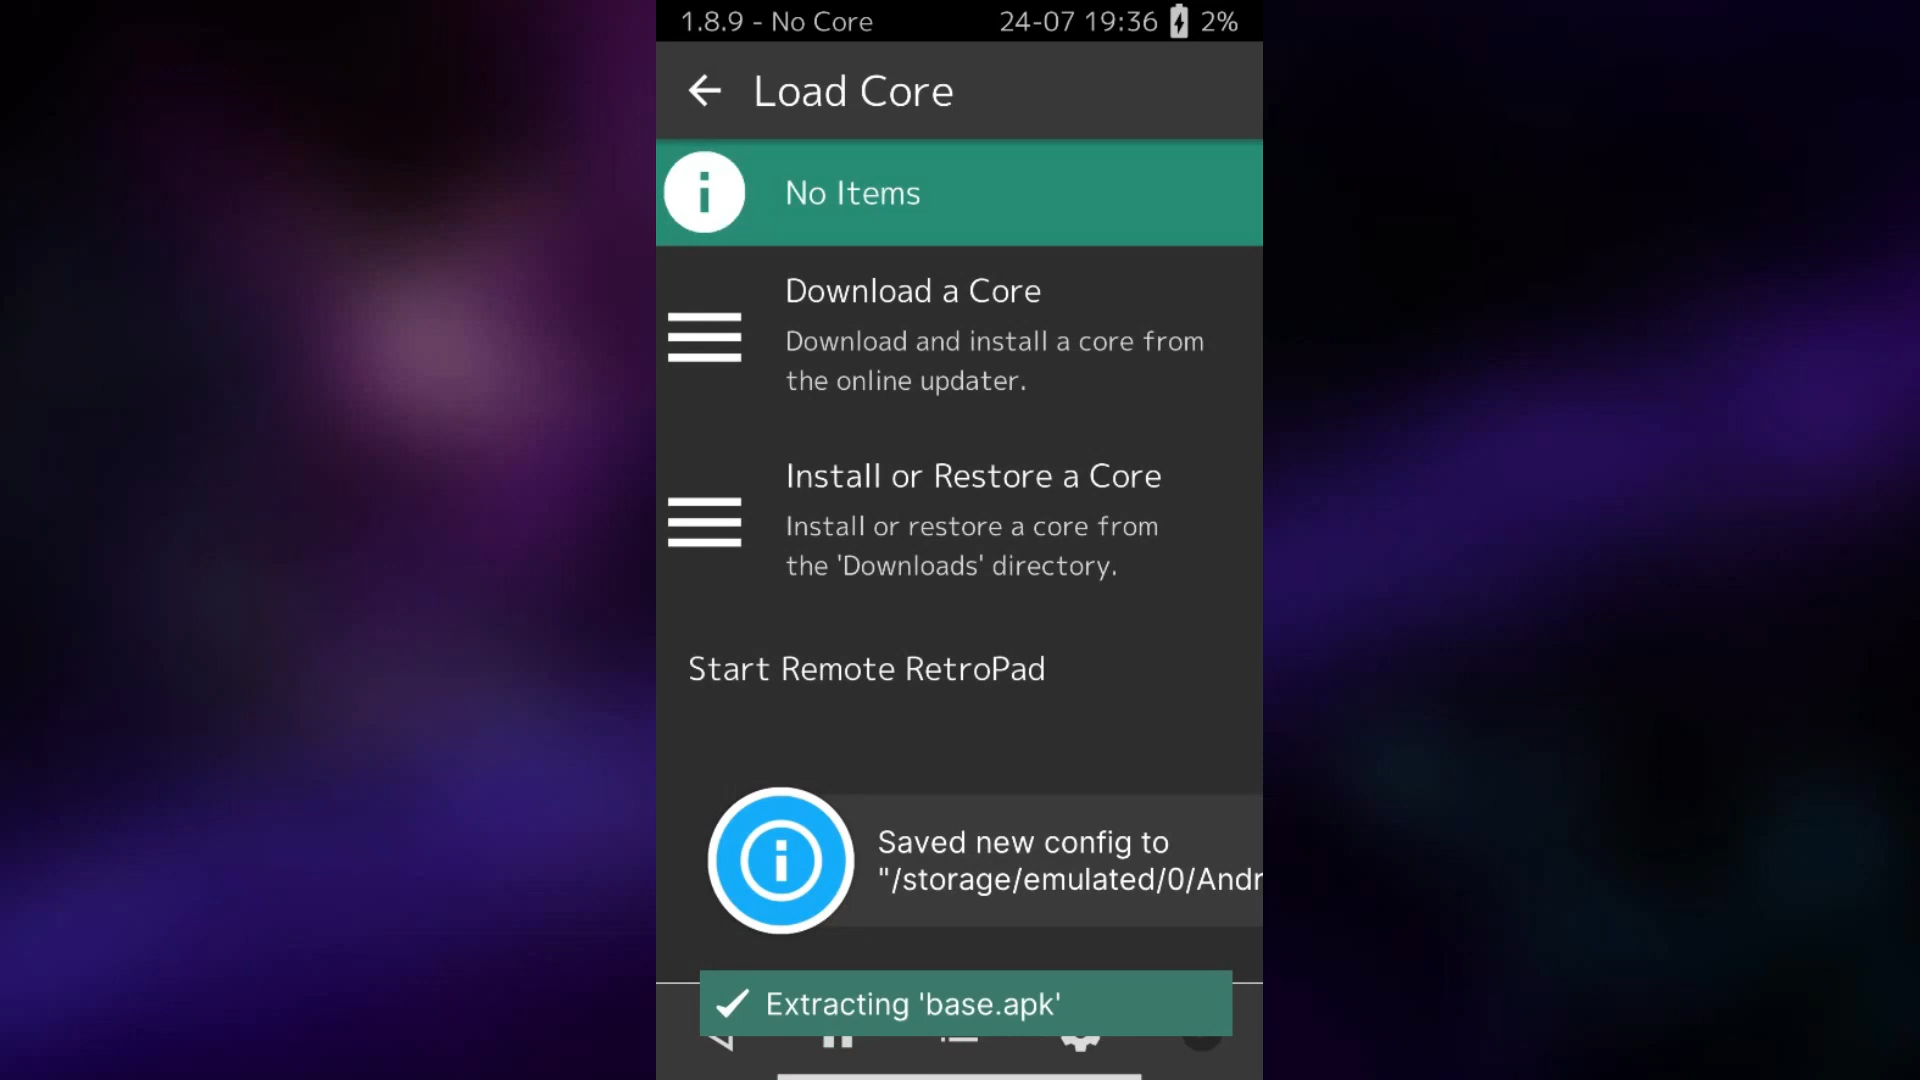 1.8.9 - No Core 24-07 19:36 2%
Load Core
No Items
Download a Core
Download and install a core from
the online updater.
Install or Restore a Core
Install or restore a core from
the 'Downloads' directory.
Start Remote RetroPad
Saved new config to
"/storage/emulated/0/Andr
Extracting 'base.apk'